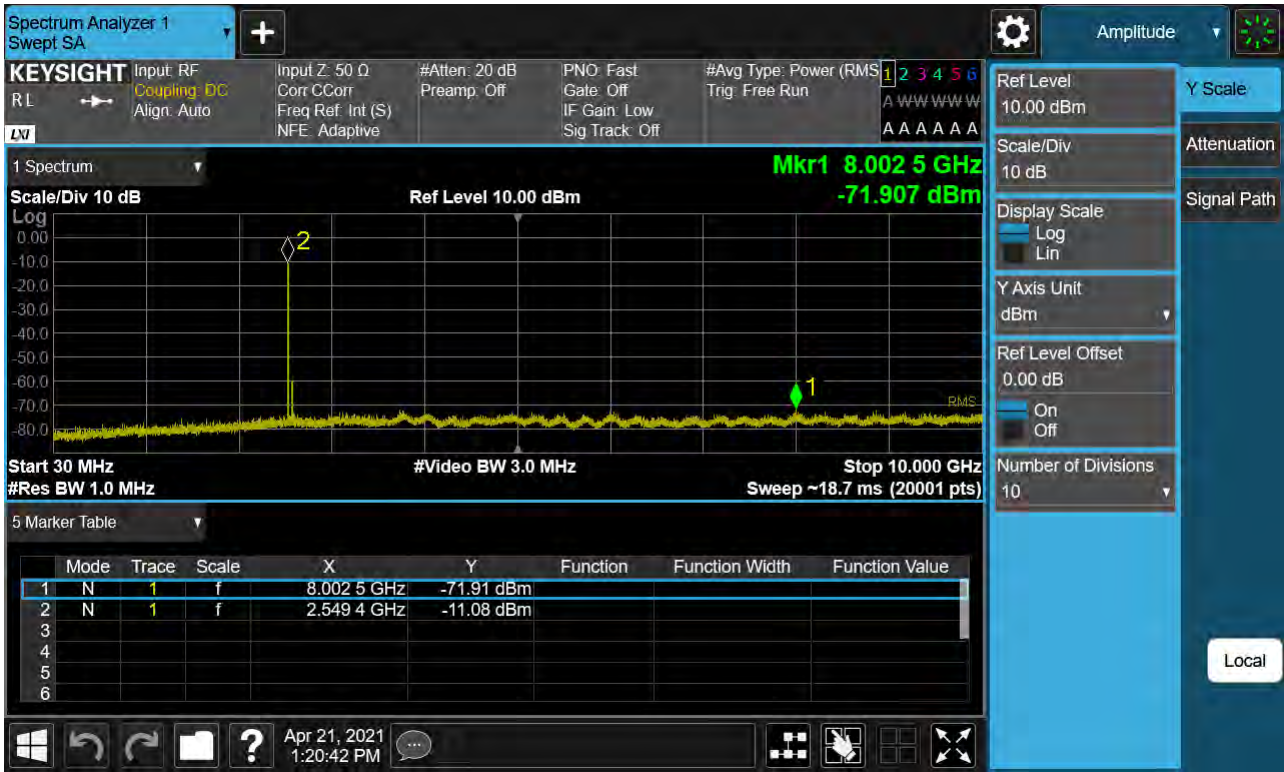 Spectrum Analyzer 1
Swept SA
+
Amplitude
KEYSIGHT
RL
LXI
Input: RF
Coupling: DC
Align: Auto
Input Z: 50 Ω
Corr CCorr
Freq Ref: Int (S)
NFE: Adaptive
#Atten: 20 dB
Preamp: Off
PNO: Fast
Gate: Off
IF Gain: Low
Sig Track: Off
#Avg Type: Power (RMS
Trig: Free Run
1 2 3 4 5 6
A W W W W W
A A A A A A
1 Spectrum
Mkr1 8.002 5 GHz
-71.907 dBm
Scale/Div 10 dB
Ref Level 10.00 dBm
Log
0.00
-10.0
-20.0
-30.0
-40.0
-50.0
-60.0
-70.0
-80.0
2
1
RMS
Start 30 MHz
#Video BW 3.0 MHz
Stop 10.000 GHz
#Res BW 1.0 MHz
Sweep ~18.7 ms (20001 pts)
5 Marker Table
Mode Trace Scale X Y Function Function Width Function Value
1 N 1 f 8.002 5 GHz -71.91 dBm
2 N 1 f 2.549 4 GHz -11.08 dBm
3
4
5
6
Ref Level
10.00 dBm
Scale/Div
10 dB
Display Scale
Log
Lin
Y Axis Unit
dBm
Ref Level Offset
0.00 dB
On
Off
Number of Divisions
10
Y Scale
Attenuation
Signal Path
Local
?
Apr 21, 2021
1:20:42 PM